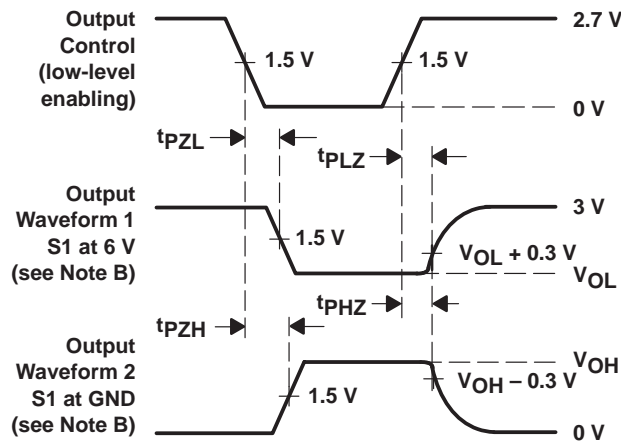 Output
Control
(low-level
enabling)
1.5 V
1.5 V
2.7 V
0 V
tPZL
tPLZ
Output
Waveform 1
S1 at 6 V
(see Note B)
1.5 V
3 V
VOL + 0.3 V
VOL
tPZH
tPHZ
Output
Waveform 2
S1 at GND
(see Note B)
1.5 V
VOH
VOH – 0.3 V
0 V